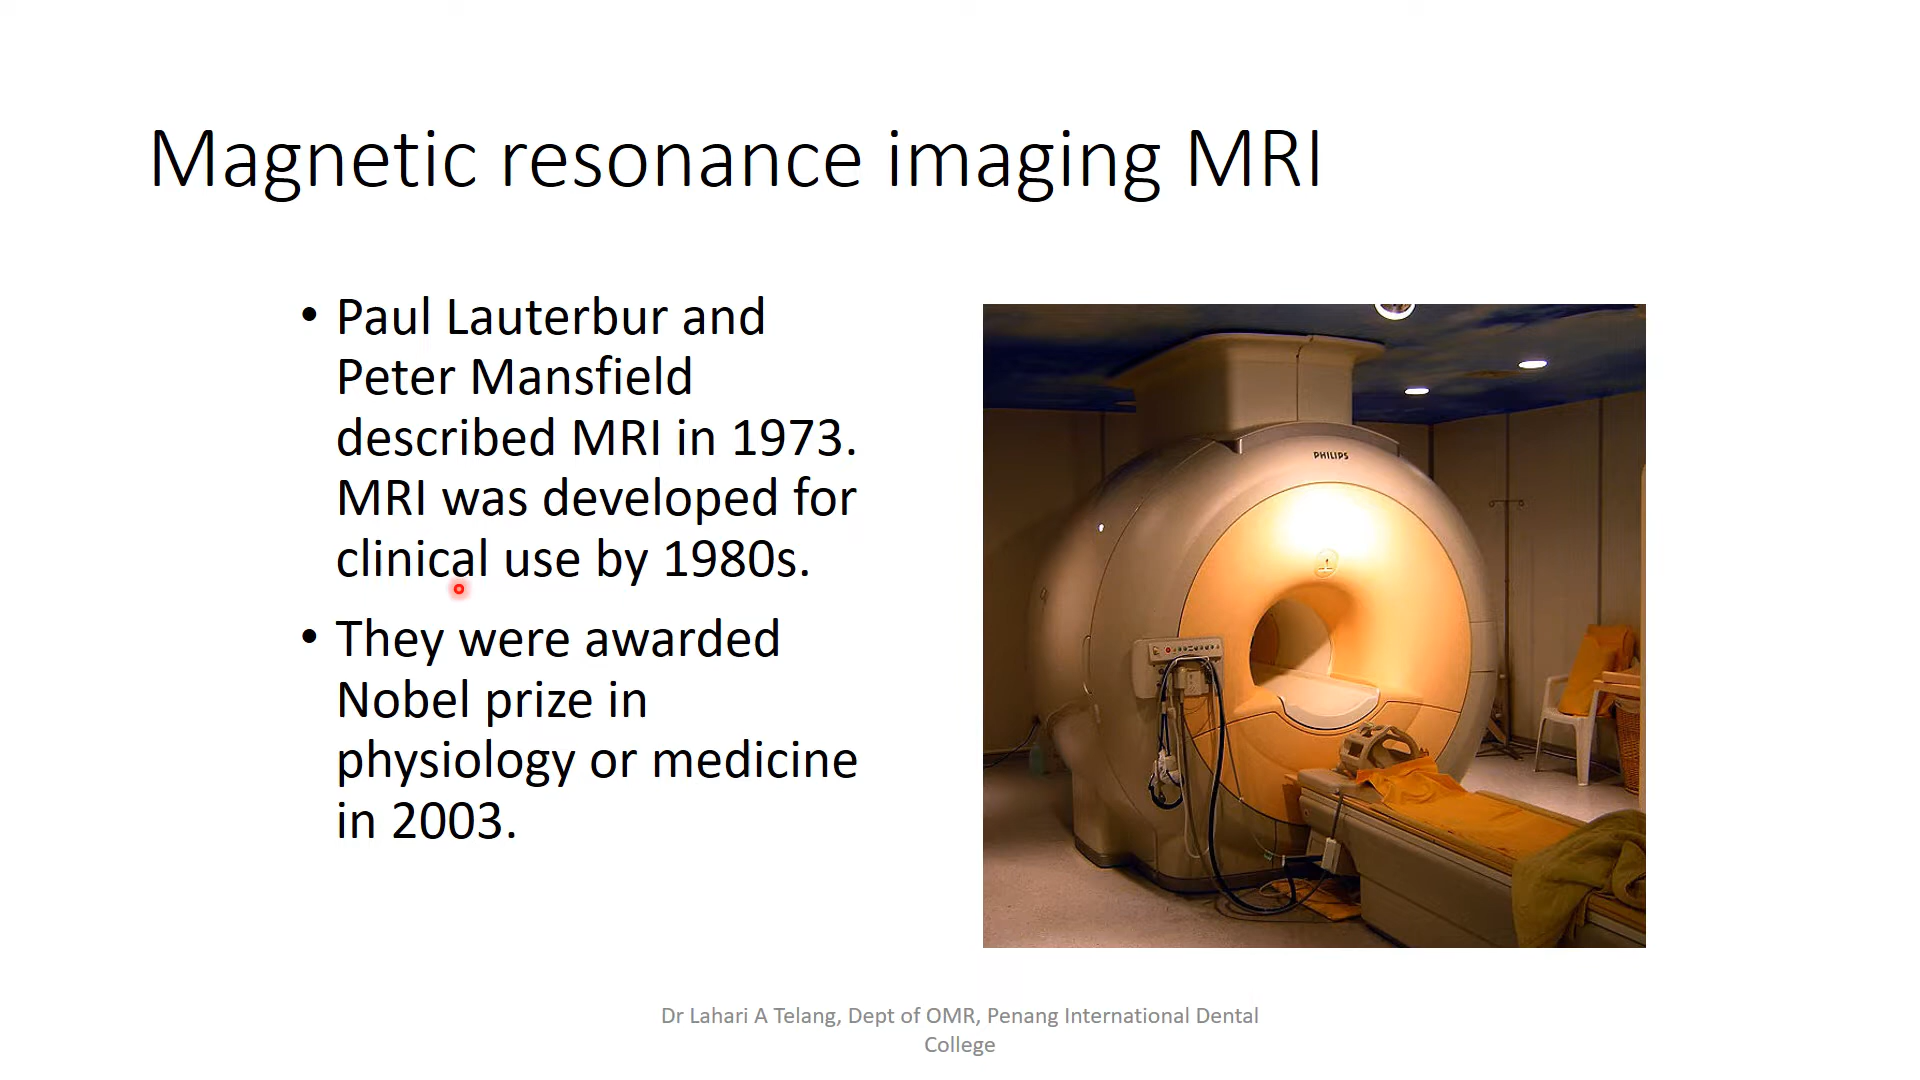 Magnetic resonance imaging MRI
• Paul Lauterbur and
Peter Mansfield
described MRI in 1973.
MRI was developed for
clinical use by 1980s.
• They were awarded
Nobel prize in
physiology or medicine
in 2003.
PHILIPS
Dr Lahari A Telang, Dept of OMR, Penang International Dental
College